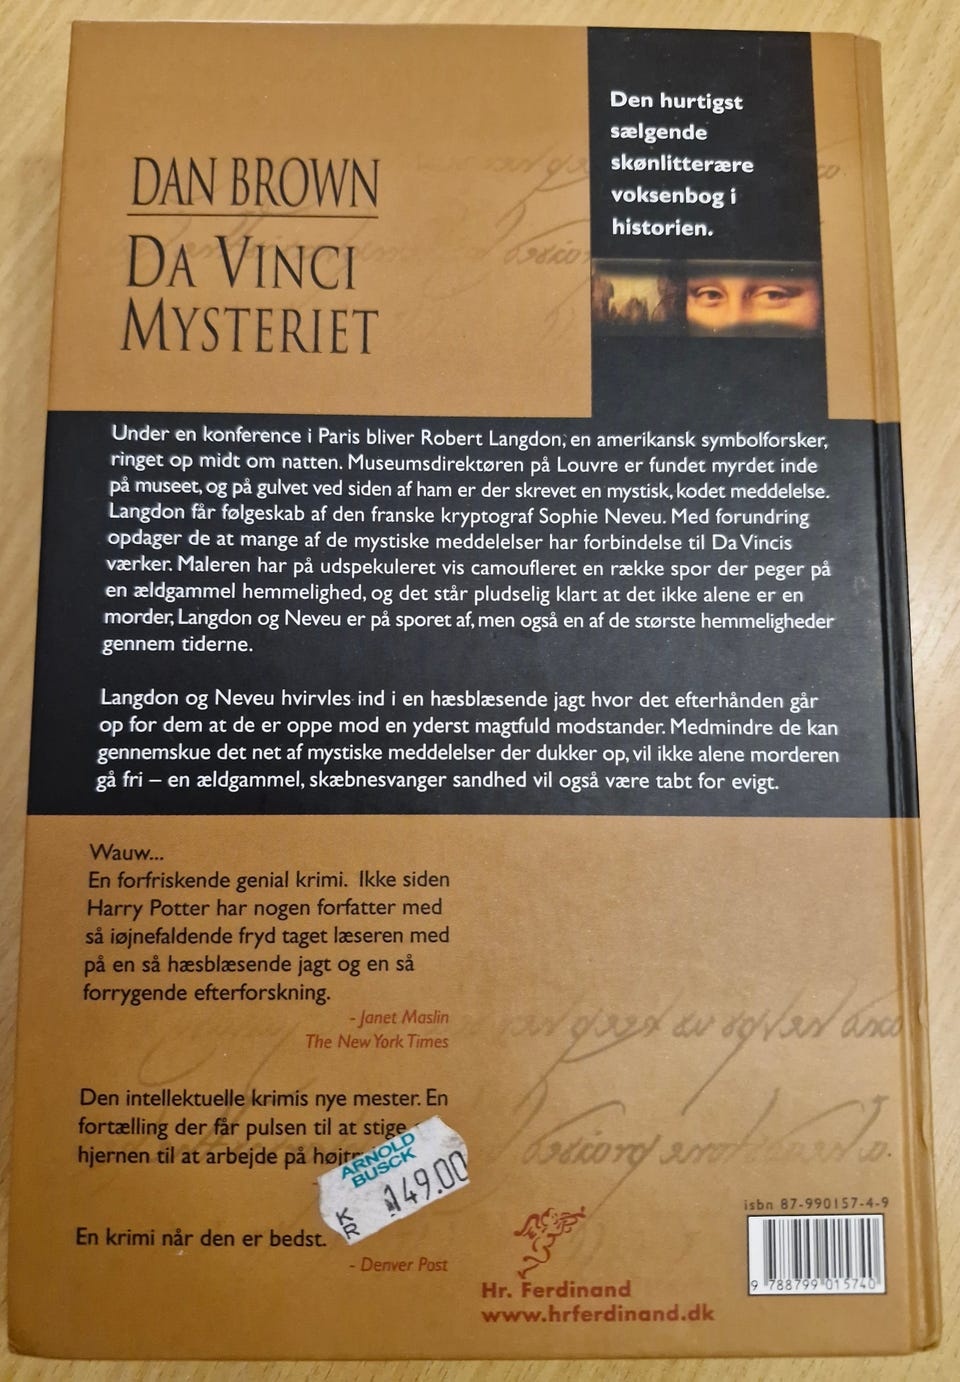 DAN BROWN
DA VINCI
MYSTERIET
Den hurtigst
sælgende
skønlitterære
voksenbog i
historien.
Under en konference i Paris bliver Robert Langdon, en amerikansk symbolforsker,
ringet op midt om natten. Museumsdirektøren på Louvre er fundet myrdet inde
på museet, og på gulvet ved siden af ham er der skrevet en mystisk, kodet meddelelse.
Langdon får følgeskab af den franske kryptograf Sophie Neveu. Med forundring
opdager de at mange af de mystiske meddelelser har forbindelse til Da Vincis
værker. Maleren har på udspekuleret vis camoufleret en række spor der peger på
en ældgammel hemmelighed, og det står pludselig klart at det ikke alene er en
morder, Langdon og Neveu er på sporet af, men også en af de største hemmeligheder
gennem tiderne.
Langdon og Neveu hvirvles ind i en hæsblæsende jagt hvor det efterhånden går
op for dem at de er oppe mod en yderst magtfuld modstander. Medmindre de kan
gennemskue det net af mystiske meddelelser der dukker op, vil ikke alene morderen
gå fri – en ældgammel, skæbnesvanger sandhed vil også være tabt for evigt.
Wauw...
En forfriskende genial krimi. Ikke siden
Harry Potter har nogen forfatter med
så iøjnefaldende fryd taget læseren med
på en så hæsblæsende jagt og en så
forrygende efterforskning.
- Janet Maslin
The New York Times
Den intellektuelle krimis nye mester. En
fortælling der får pulsen til at stige
hjernen til at arbejde på
ARNOLD
BUSCK
KR 149.00
En krimi når den er bedst.
- Denver Post
Hr. Ferdinand
www.hrferdinand.dk
isbn 87-990157-4-9
9 788799 015740